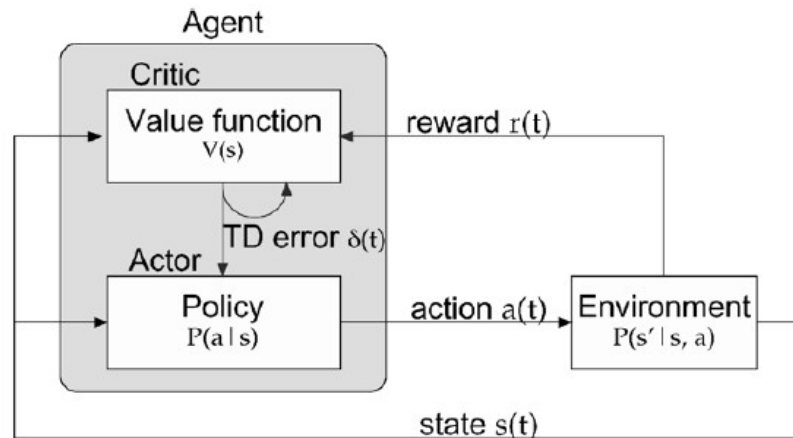 Agent
Critic
Value function
V(s)
reward r(t)
TD error δ(t)
Actor
Policy
P(a|s)
action a(t)
Environment
P(s′|s, a)
state s(t)